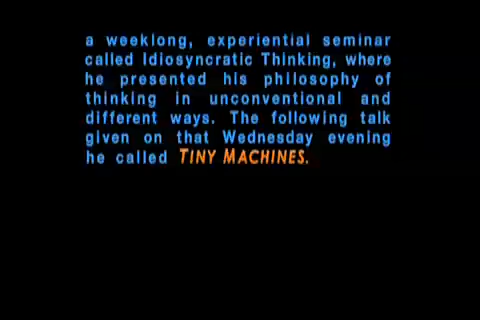 a weeklong, experiential seminar
called Idiosyncratic Thinking, where
he presented his philosophy of
thinking in unconventional and
different ways. The following talk
given on that Wednesday evening
he called TINY MACHINES.